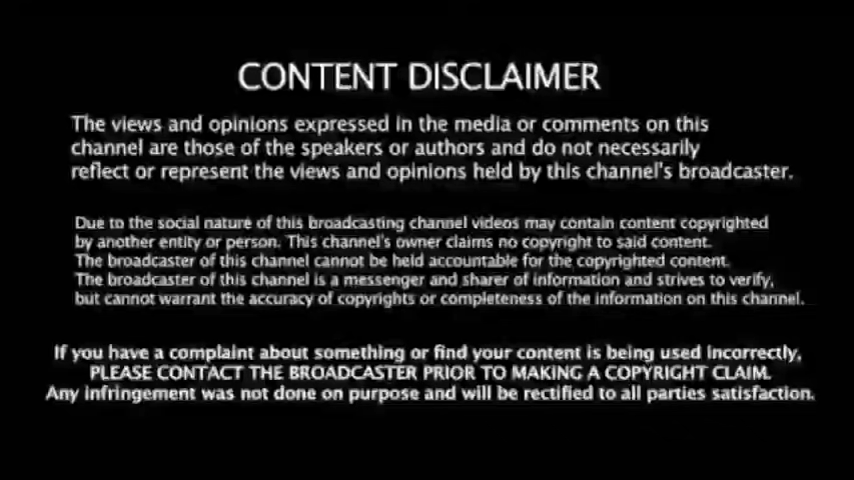 CONTENT DISCLAIMER
The views and opinions expressed in the media or comments on this
channel are those of the speakers or authors and do not necessarily
reflect or represent the views and opinions held by this channel's broadcaster.
Due to the social nature of this broadcasting channel videos may contain content copyrighted
by another entity or person. This channel's owner claims no copyright to said content.
The broadcaster of this channel cannot be held accountable for the copyrighted content.
The broadcaster of this channel is a messenger and sharer of information and strives to verify,
but cannot warrant the accuracy of copyrights or completeness of the information on this channel.
If you have a complaint about something or find your content is being used incorrectly,
PLEASE CONTACT THE BROADCASTER PRIOR TO MAKING A COPYRIGHT CLAIM.
Any infringement was not done on purpose and will be rectified to all parties satisfaction.